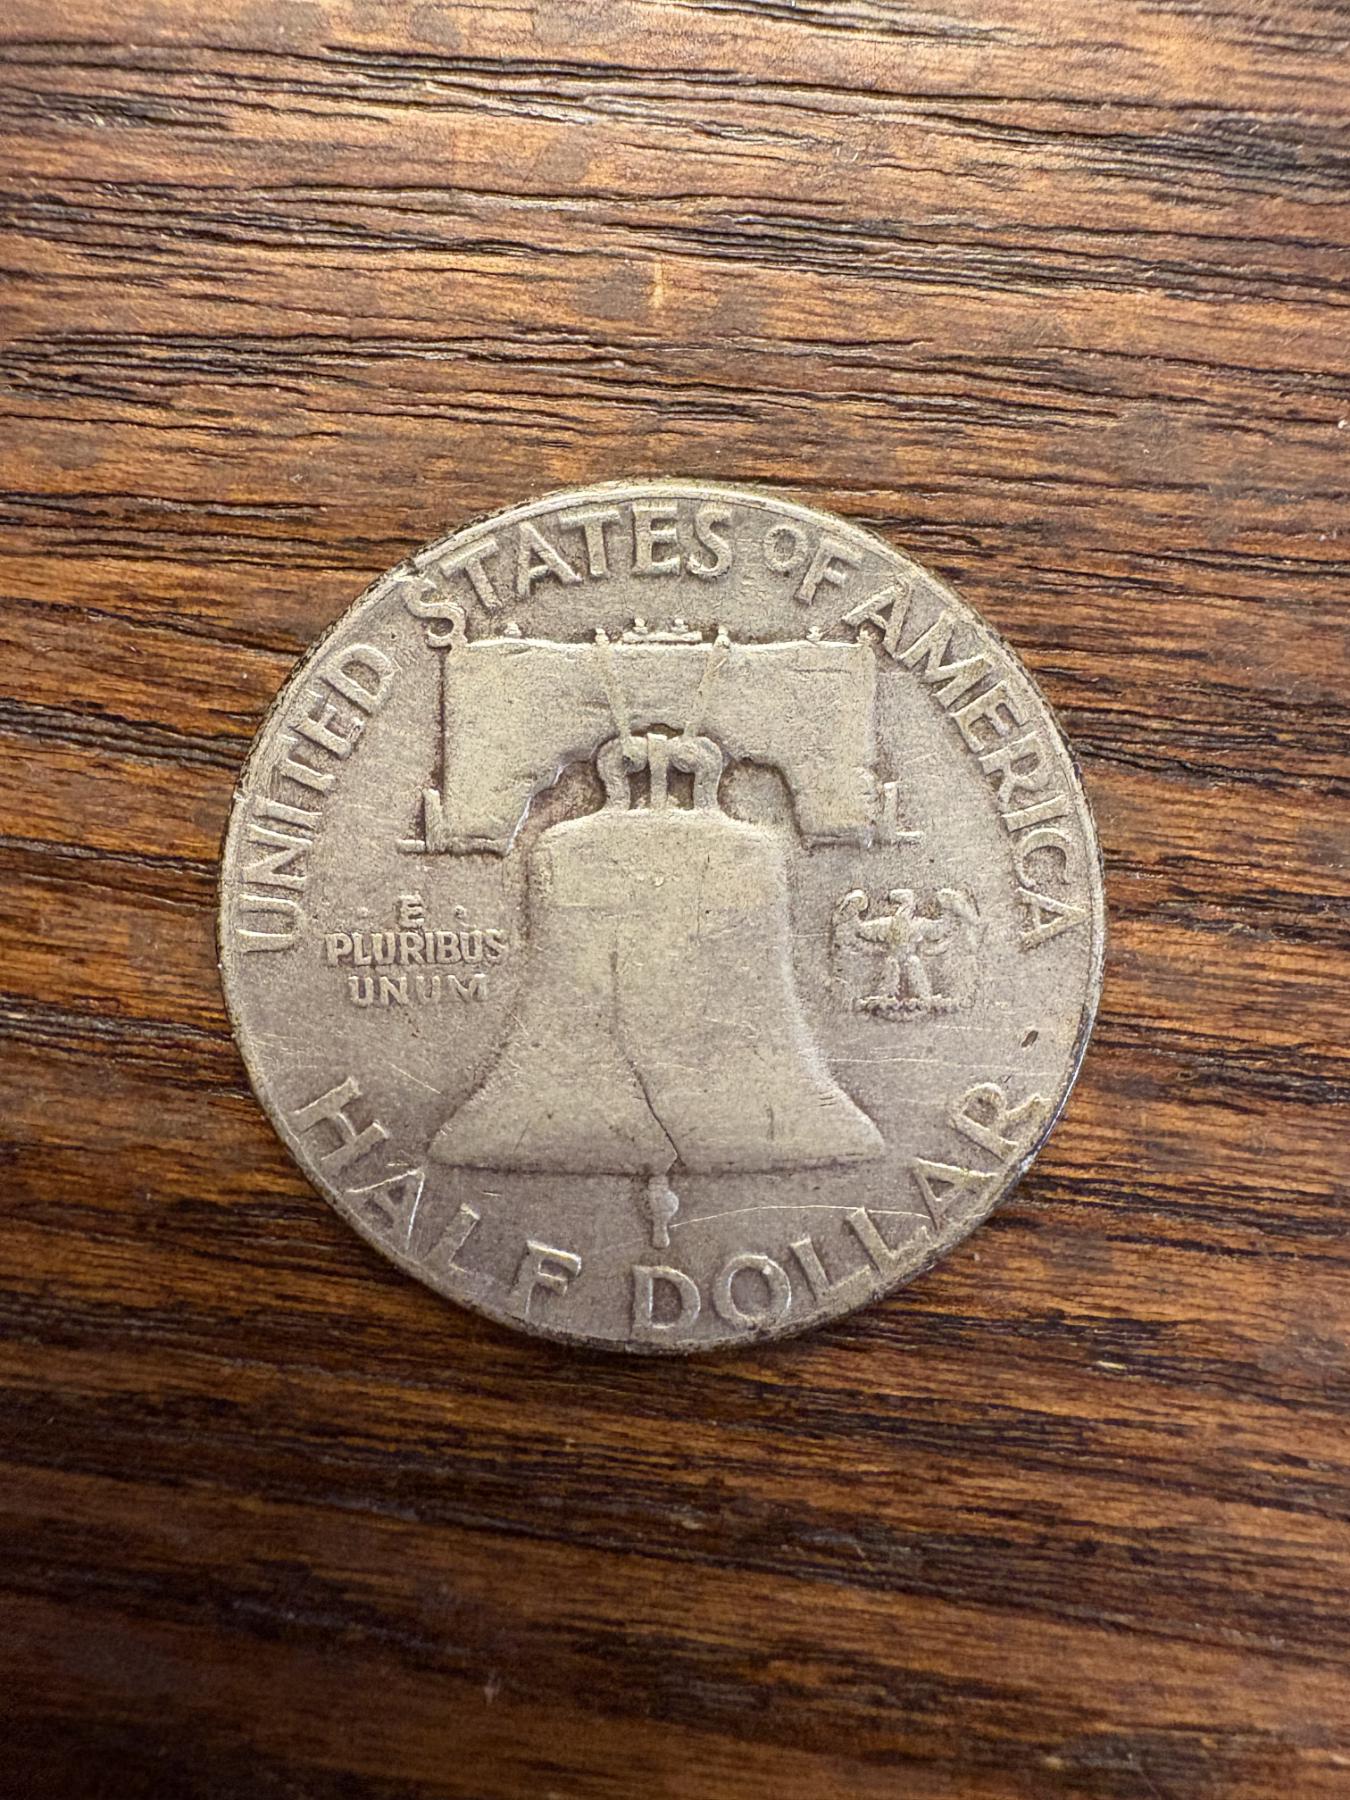 UNITED STATES OF AMERICA
E
PLURIBUS
UNUM
HALF DOLLAR